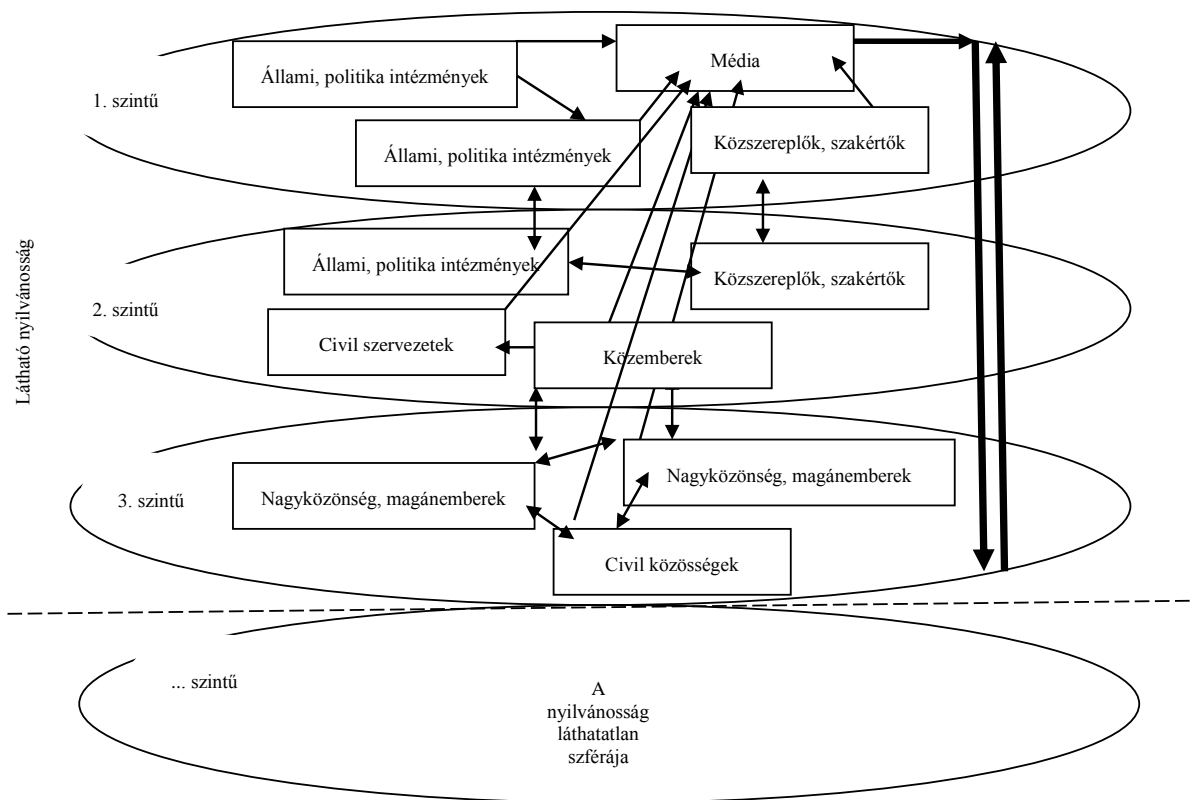 Média
Állami, politika intézmények
1. szintű
Közszereplők, szakértők
Állami, politika intézmények
Látható nyilvánosság
Állami, politika intézmények
Közszereplők, szakértők
2. szintű
Civil szervezetek
Közemberek
Nagyközönség, magánemberek
3. szintű
Nagyközönség, magánemberek
Civil közösségek
... szintű
A
nyilvánosság
láthatatlan
szférája